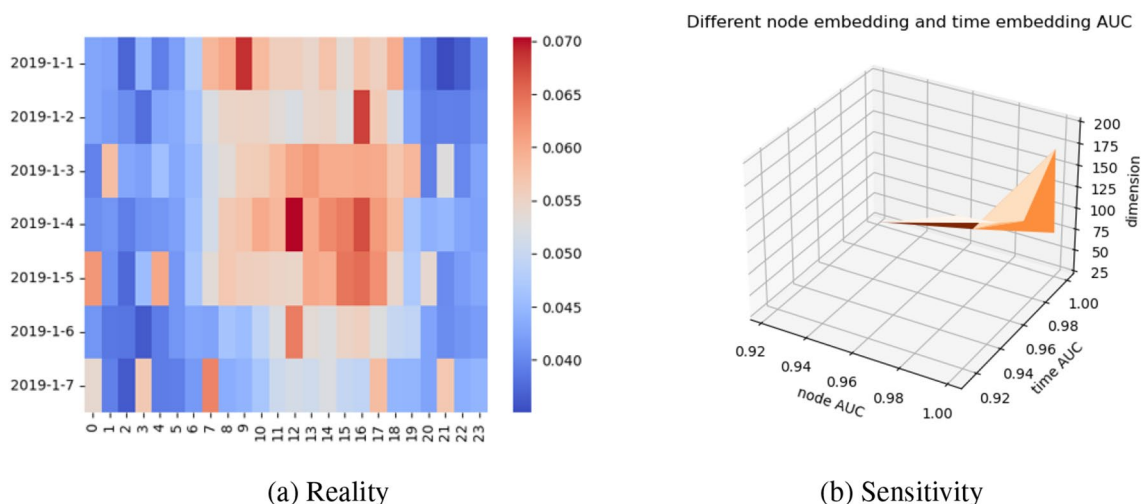 2019-1-1
2019-1-2
2019-1-3
2019-1-4
2019-1-5
2019-1-6
2019-1-7
0 1 2 3 4 5 6 7 8 9 10 11 12 13 14 15 16 17 18 19 20 21 22 23
0.070
0.065
0.060
0.055
0.050
0.045
0.040
(a) Reality
Different node embedding and time embedding AUC
200
175
150
125
100
75
50
25
dimension
0.92 0.94 0.96 0.98 1.00
node AUC
0.92 0.94 0.96 0.98 1.00
time AUC
(b) Sensitivity